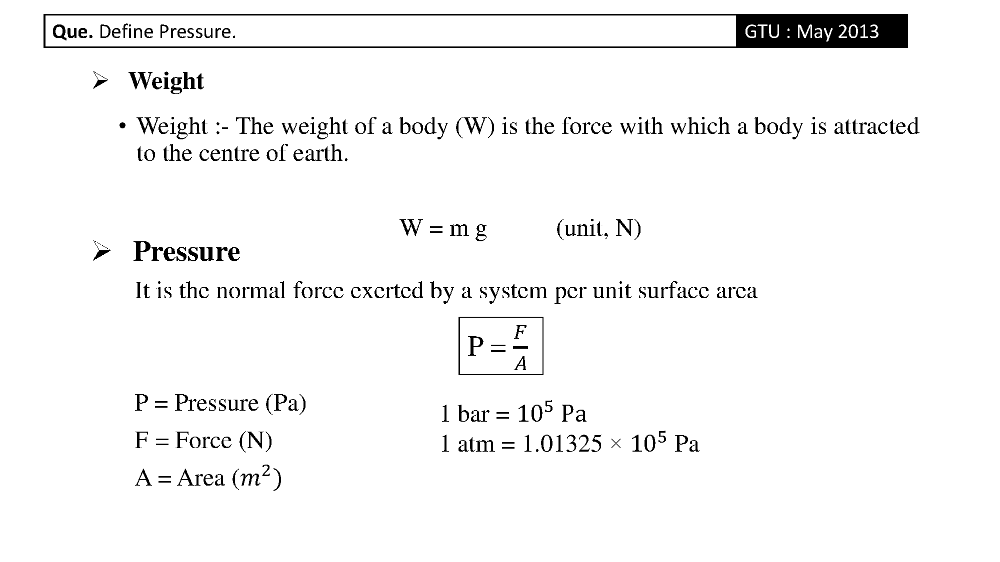 Que. Define Pressure. GTU : May 2013
➢ Weight
• Weight :- The weight of a body (W) is the force with which a body is attracted
to the centre of earth.
W = m g (unit, N)
➢ Pressure
It is the normal force exerted by a system per unit surface area
P = \frac{F}{A}
P = Pressure (Pa)
F = Force (N)
A = Area (m²)
1 bar = 10⁵ Pa
1 atm = 1.01325 × 10⁵ Pa